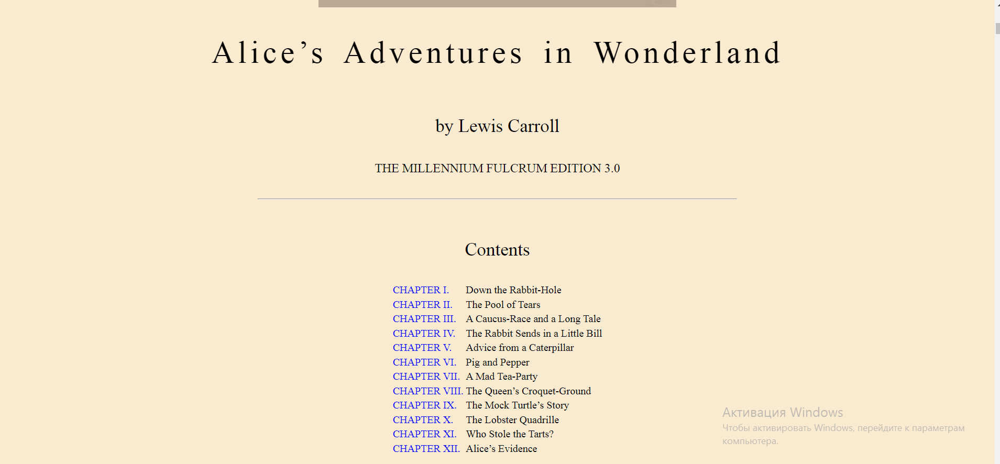 Alice’s Adventures in Wonderland
by Lewis Carroll
THE MILLENNIUM FULCRUM EDITION 3.0
Contents
CHAPTER I. Down the Rabbit-Hole
CHAPTER II. The Pool of Tears
CHAPTER III. A Caucus-Race and a Long Tale
CHAPTER IV. The Rabbit Sends in a Little Bill
CHAPTER V. Advice from a Caterpillar
CHAPTER VI. Pig and Pepper
CHAPTER VII. A Mad Tea-Party
CHAPTER VIII. The Queen’s Croquet-Ground
CHAPTER IX. The Mock Turtle’s Story
CHAPTER X. The Lobster Quadrille
CHAPTER XI. Who Stole the Tarts?
CHAPTER XII. Alice’s Evidence
Активация Windows
Чтобы активировать Windows, перейдите к параметрам
компьютера.